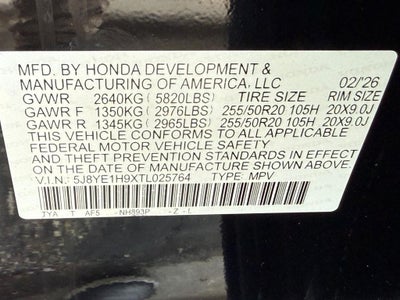 MFD. BY HONDA DEVELOPMENT &
MANUFACTURING OF AMERICA, LLC 02/'26
GVWR 2640KG (5820LBS) TIRE SIZE RIM SIZE
GAWR F 1350KG (2976LBS) 255/50R20 105H 20X9.0J
GAWR R 1345KG (2965LBS) 255/50R20 105H 20X9.0J
THIS VEHICLE CONFORMS TO ALL APPLICABLE
FEDERAL MOTOR VEHICLE SAFETY
AND THEFT PREVENTION STANDARDS IN EFFECT
ON THE DATE OF MANUFACTURE SHOWN ABOVE.
V.I.N.: 5J8YE1H9XTL025764 TYPE: MPV
TYA T AF5 -NH893P -Z-L